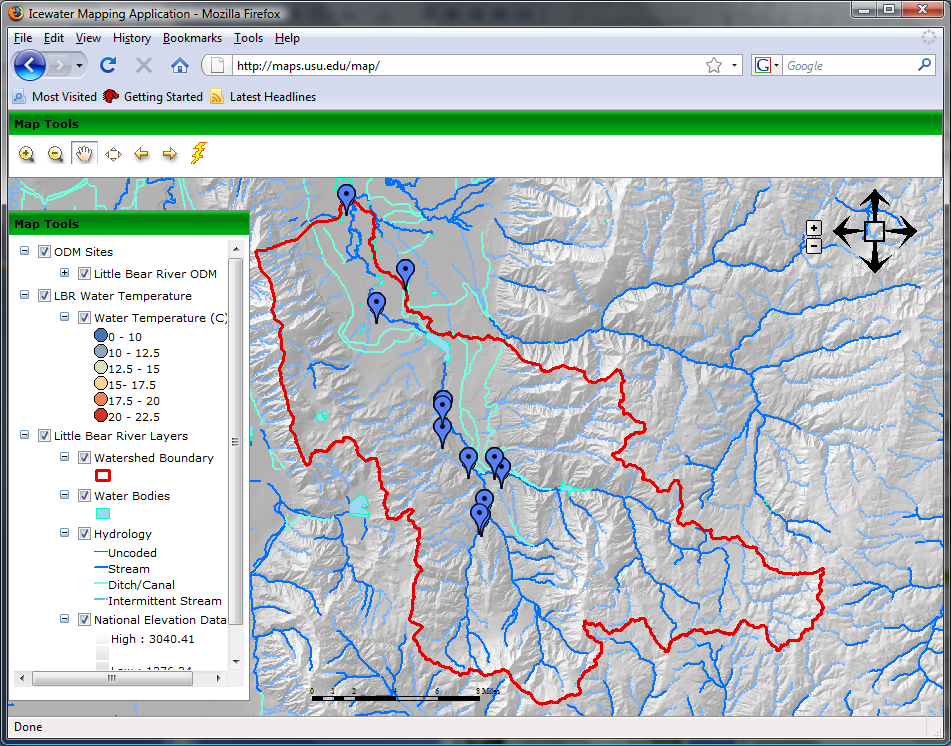 Icewater Mapping Application - Mozilla Firefox
File Edit View History Bookmarks Tools Help
http://maps.usu.edu/map/
G Google
Most Visited Getting Started Latest Headlines
Map Tools
Map Tools
ODM Sites
Little Bear River ODM
LBR Water Temperature
Water Temperature (C)
0 - 10
10 - 12.5
12.5 - 15
15- 17.5
17.5 - 20
20 - 22.5
Little Bear River Layers
Watershed Boundary
Water Bodies
Hydrology
Uncoded
Stream
Ditch/Canal
Intermittent Stream
National Elevation Data
High : 3040.41
Low : 1276.24
0 1 2 4 6 8 Miles
Done